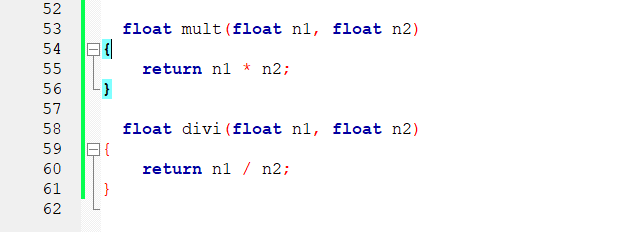 52
53 float mult(float n1, float n2)
54 {
55 return n1 * n2;
56 }
57
58 float divi(float n1, float n2)
59 {
60 return n1 / n2;
61 }
62